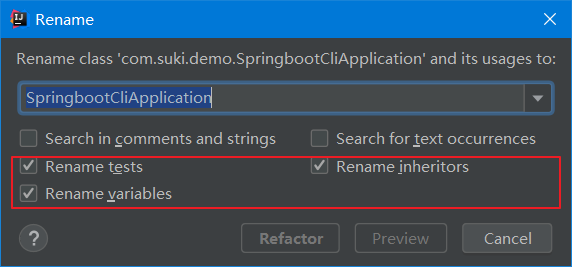 Rename
Rename class 'com.suki.demo.SpringbootCliApplication' and its usages to:
SpringbootCliApplication
Search in comments and strings Search for text occurrences
Rename tests Rename inheritors
Rename variables
? Refactor Preview Cancel